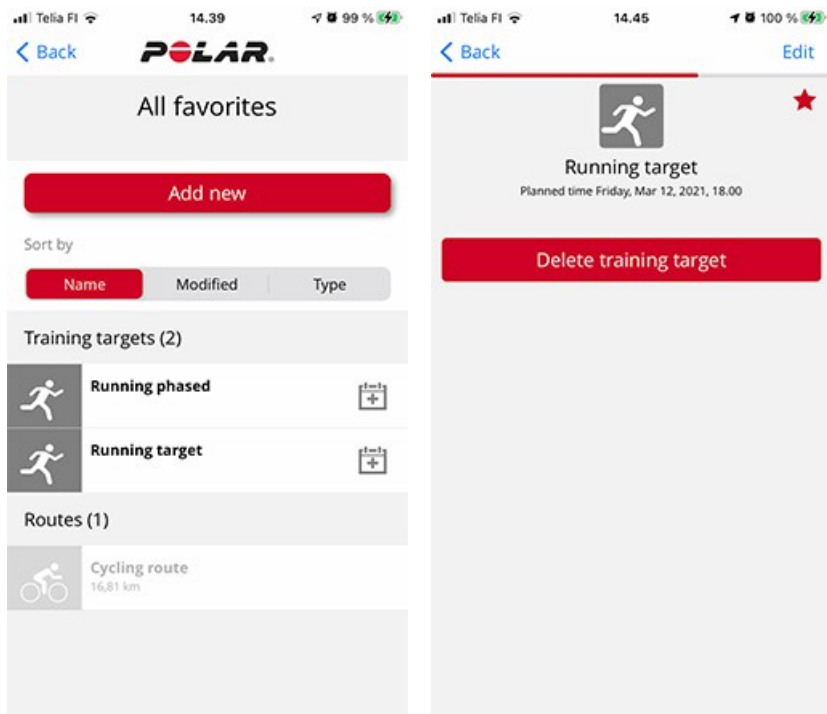 Telia FI 14.39 99 %
Back POLAR.
All favorites
Add new
Sort by
Name Modified Type
Training targets (2)
Running phased
Running target
Routes (1)
Cycling route
16,81 km
Telia FI 14.45 100 %
Back Edit
Running target
Planned time Friday, Mar 12, 2021, 18.00
Delete training target